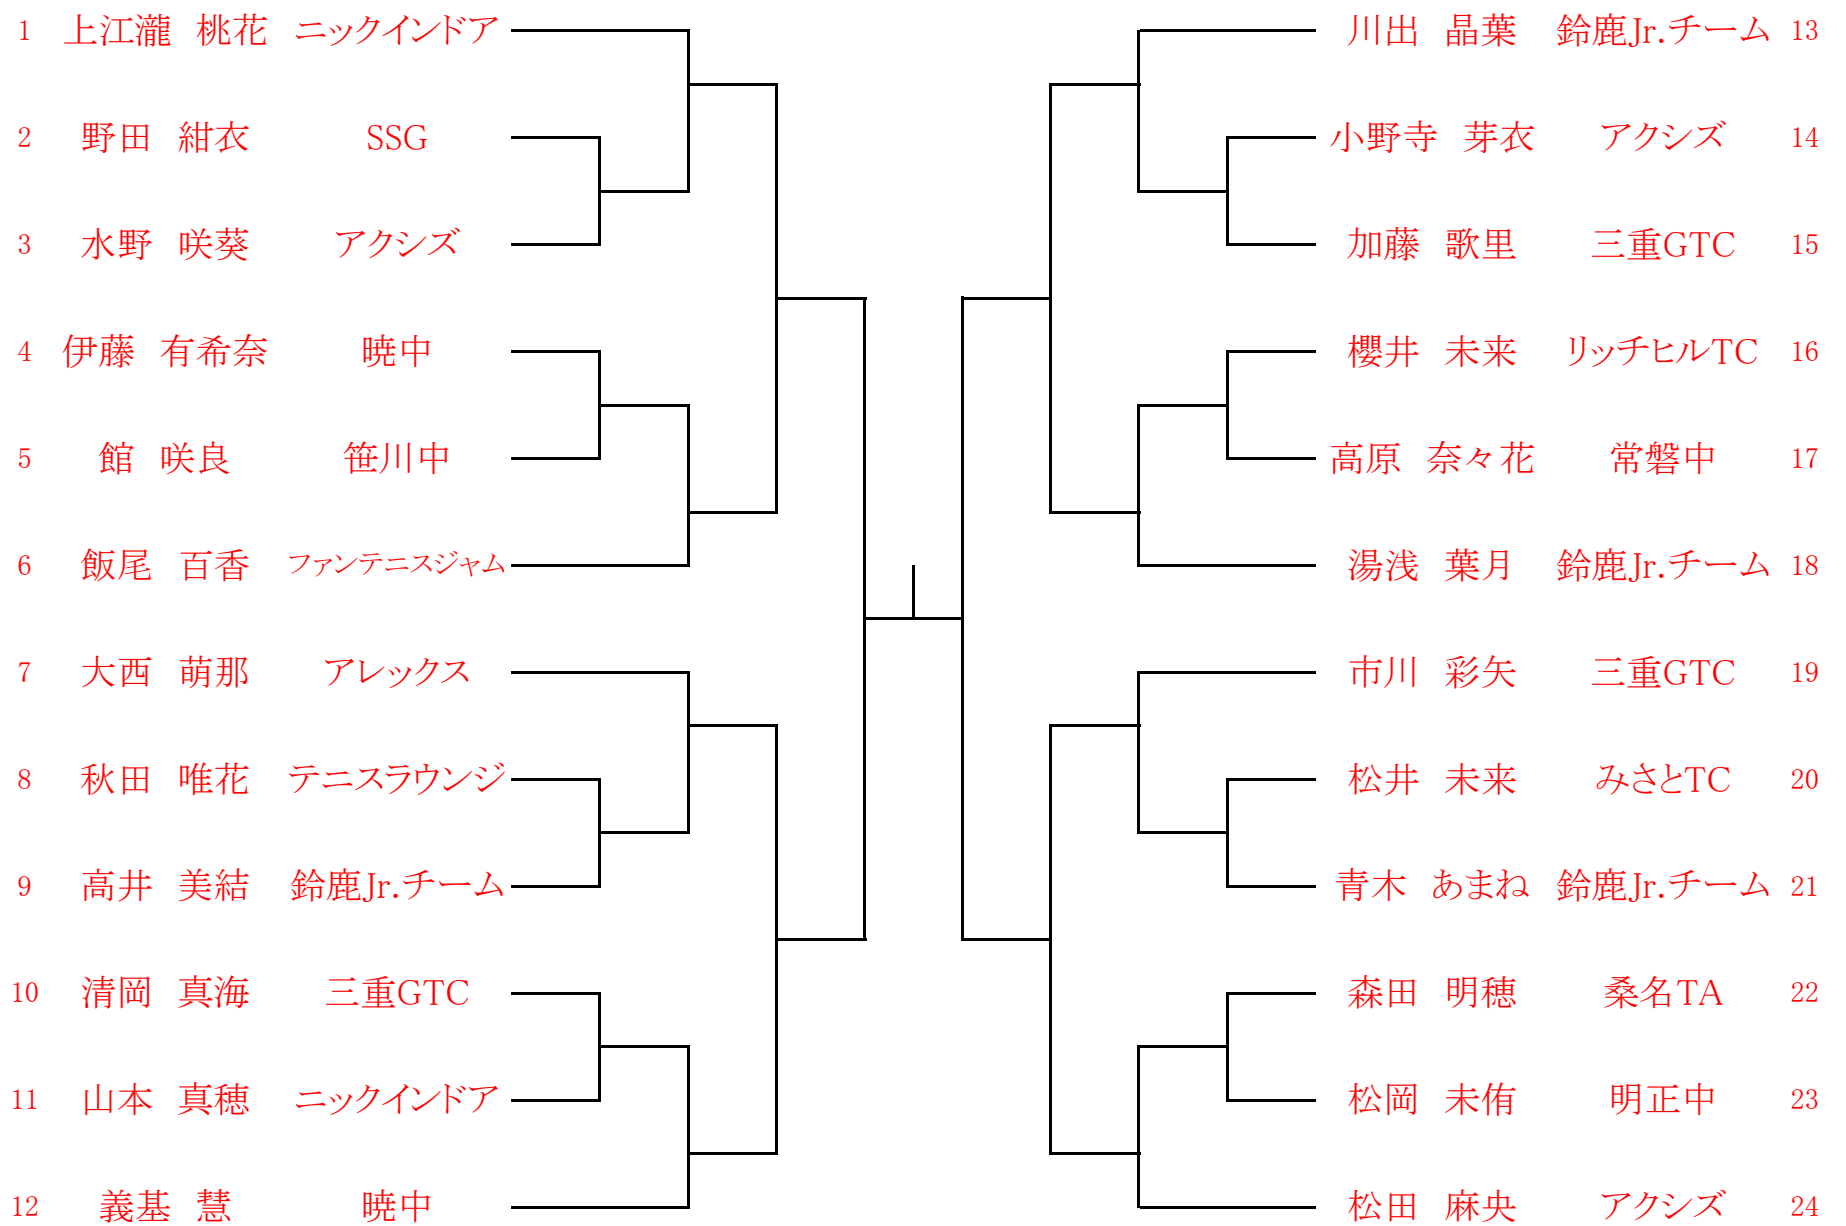 1 上江瀧 桃花 ニックインドア
2 野田 紺衣 SSG
3 水野 咲葵 アクシズ
4 伊藤 有希奈 暁中
5 館 咲良 笹川中
6 飯尾 百香 ファンテニスジャム
7 大西 萌那 アレックス
8 秋田 唯花 テニスラウンジ
9 高井 美結 鈴鹿Jr.チーム
10 清岡 真海 三重GTC
11 山本 真穂 ニックインドア
12 義基 慧 暁中
川出 晶葉 鈴鹿Jr.チーム 13
小野寺 芽衣 アクシズ 14
加藤 歌里 三重GTC 15
櫻井 未来 リッチヒルTC 16
高原 奈々花 常磐中 17
湯浅 葉月 鈴鹿Jr.チーム 18
市川 彩矢 三重GTC 19
松井 未来 みさとTC 20
青木 あまね 鈴鹿Jr.チーム 21
森田 明穂 桑名TA 22
松岡 未侑 明正中 23
松田 麻央 アクシズ 24